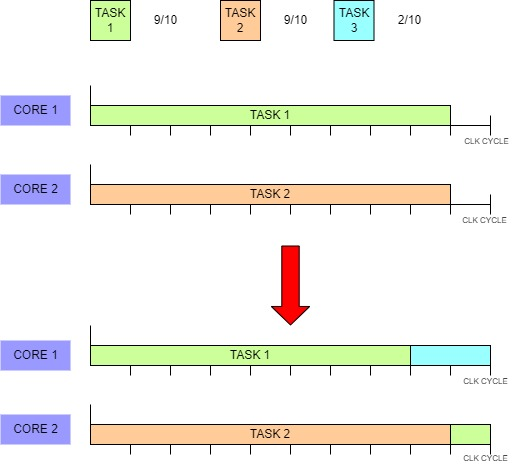 TASK
1
9/10
TASK
2
9/10
TASK
3
2/10
CORE 1
TASK 1
CLK CYCLE
CORE 2
TASK 2
CLK CYCLE
CORE 1
TASK 1
CLK CYCLE
CORE 2
TASK 2
CLK CYCLE